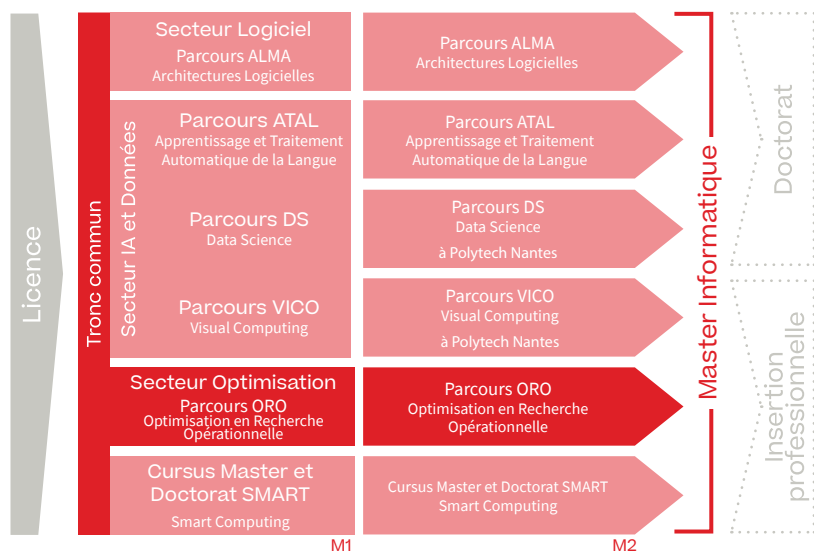 Licence
Tronc commun
Secteur Logiciel
Parcours ALMA
Architectures Logicielles
Parcours ALMA
Architectures Logicielles
Secteur IA et Données
Parcours ATAL
Apprentissage et Traitement
Automatique de la Langue
Parcours ATAL
Apprentissage et Traitement
Automatique de la Langue
Parcours DS
Data Science
Parcours DS
Data Science
à Polytech Nantes
Parcours VICO
Visual Computing
Parcours VICO
Visual Computing
à Polytech Nantes
Secteur Optimisation
Parcours ORO
Optimisation en Recherche
Opérationnelle
Parcours ORO
Optimisation en Recherche
Opérationnelle
Cursus Master et
Doctorat SMART
Smart Computing
Cursus Master et Doctorat SMART
Smart Computing
M1
M2
Master Informatique
Doctorat
Insertion
professionnelle